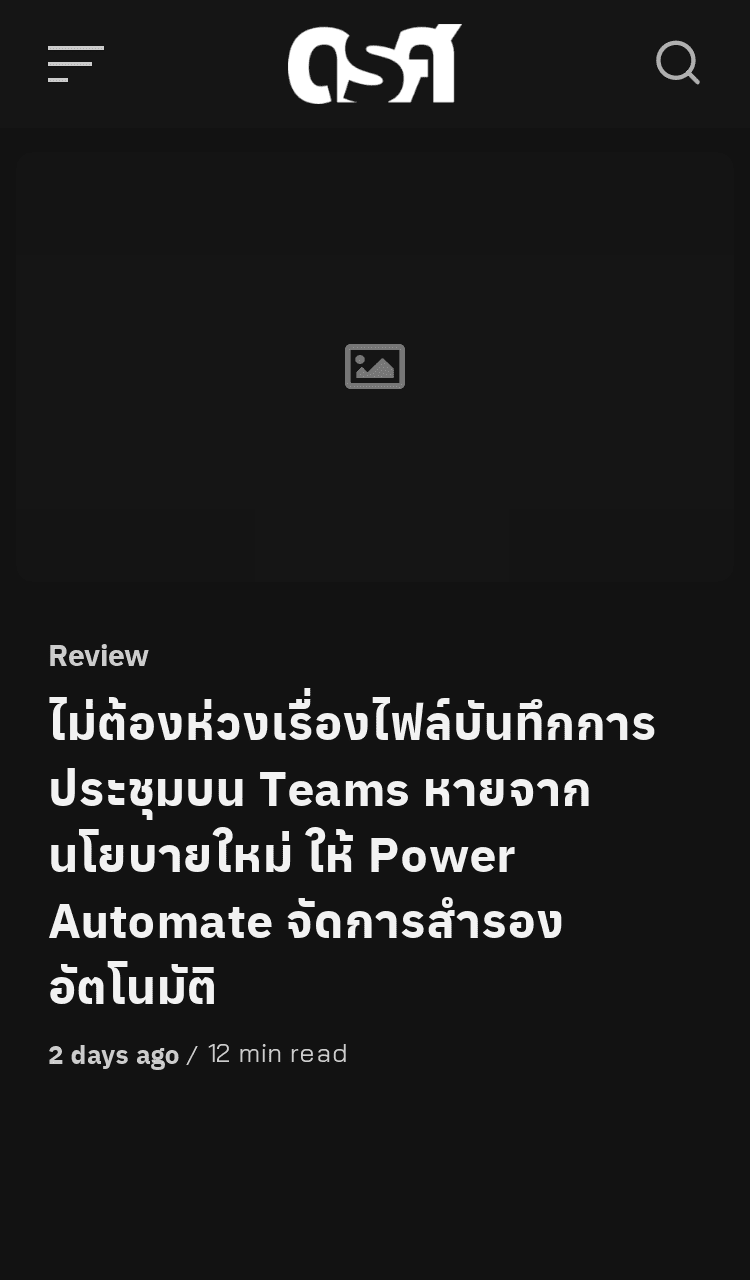 Review
ไม่ต้องห่วงเรื่องไฟล์บันทึกการ
ประชุมบน Teams หายจาก
นโยบายใหม่ ให้ Power
Automate จัดการสำรอง
อัตโนมัติ
2 days ago / 12 min read